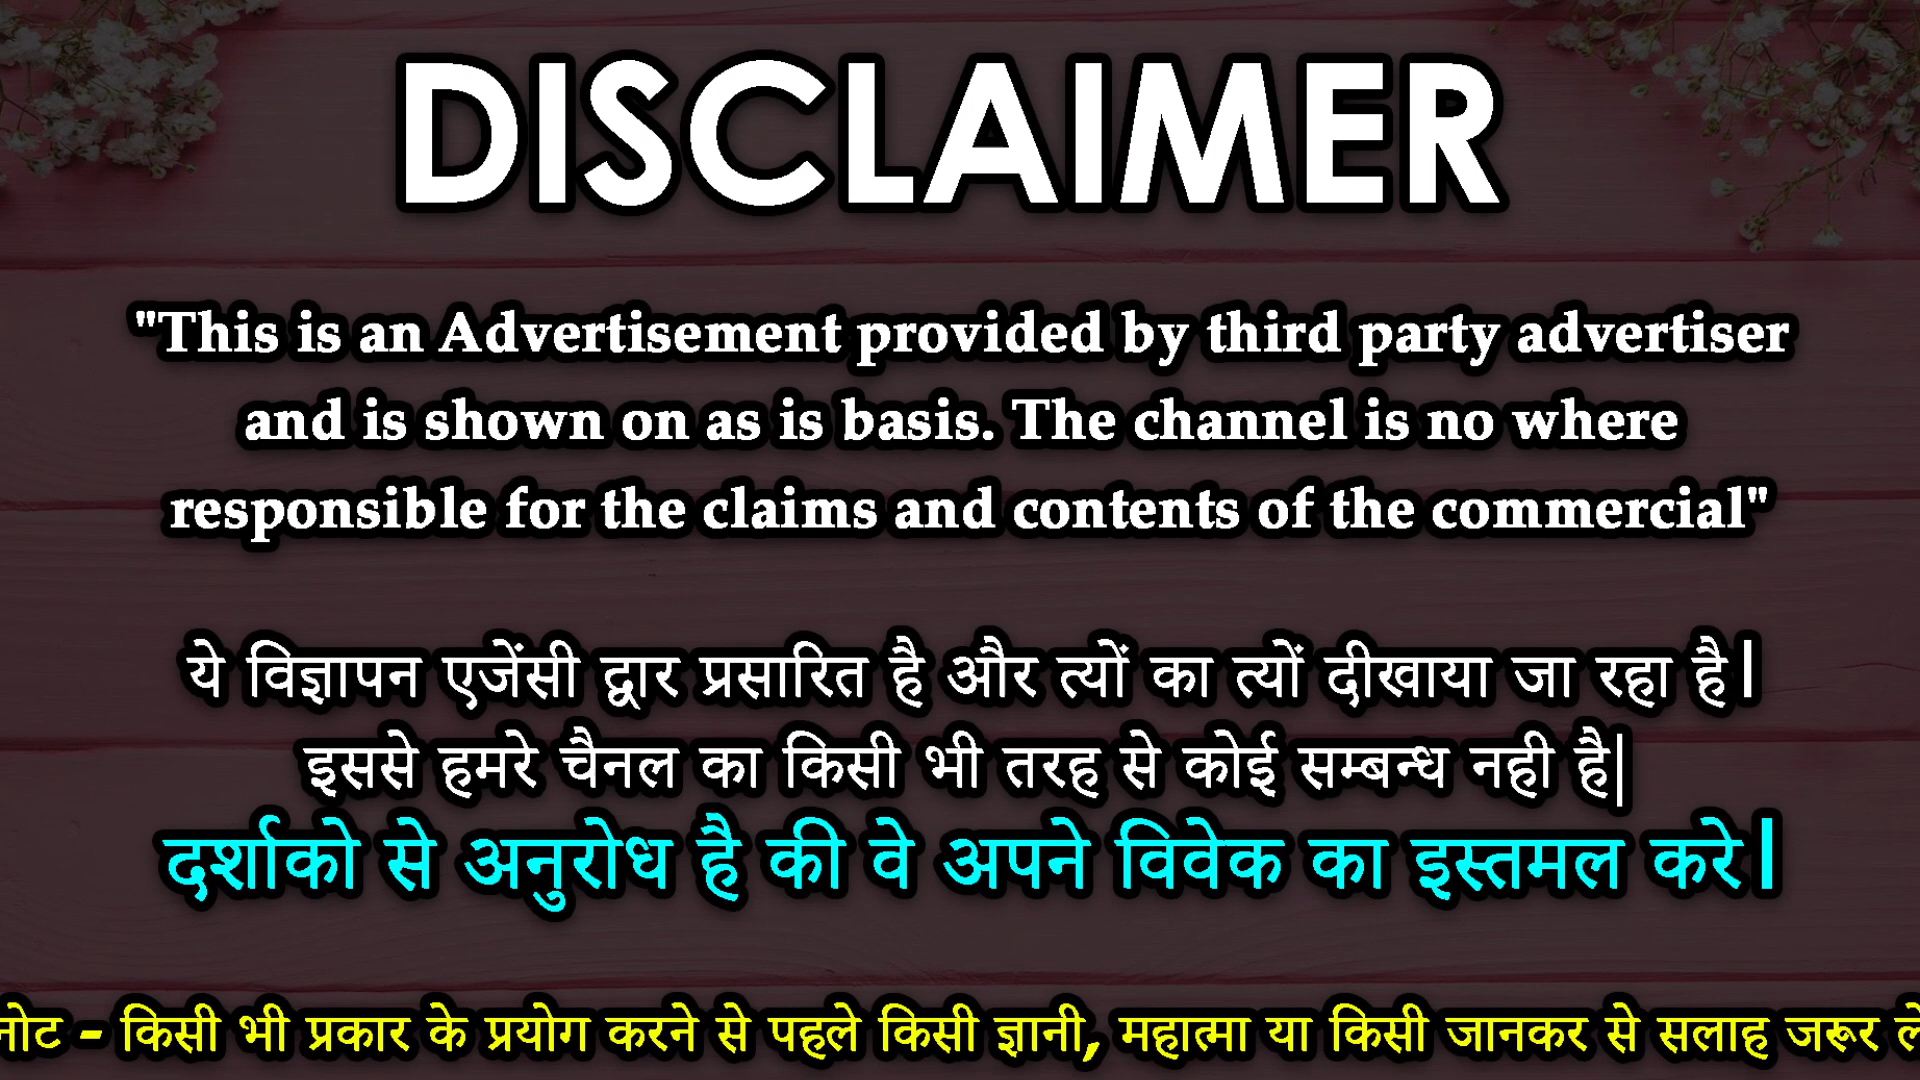 DISCLAIMER
"This is an Advertisement provided by third party advertiser
and is shown on as is basis. The channel is no where
responsible for the claims and contents of the commercial"
ये विज्ञापन एजेंसी द्वार प्रसारित है और त्यों का त्यों दीखाया जा रहा है।
इससे हमरे चैनल का किसी भी तरह से कोई सम्बन्ध नही है|
दर्शाको से अनुरोध है की वे अपने विवेक का इस्तमल करे।
नोट - किसी भी प्रकार के प्रयोग करने से पहले किसी ज्ञानी, महात्मा या किसी जानकर से सलाह जरूर ले